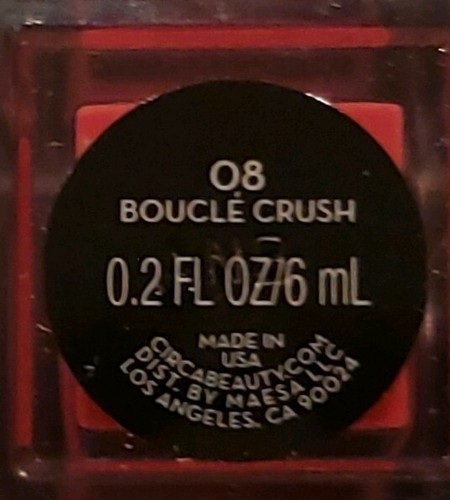 08
BOUCLÉ CRUSH
0.2 FL OZ/6 mL
MADE IN
USA
CIRCABEAUTY.COM
DIST. BY MAESA LLC
LOS ANGELES, CA 90024